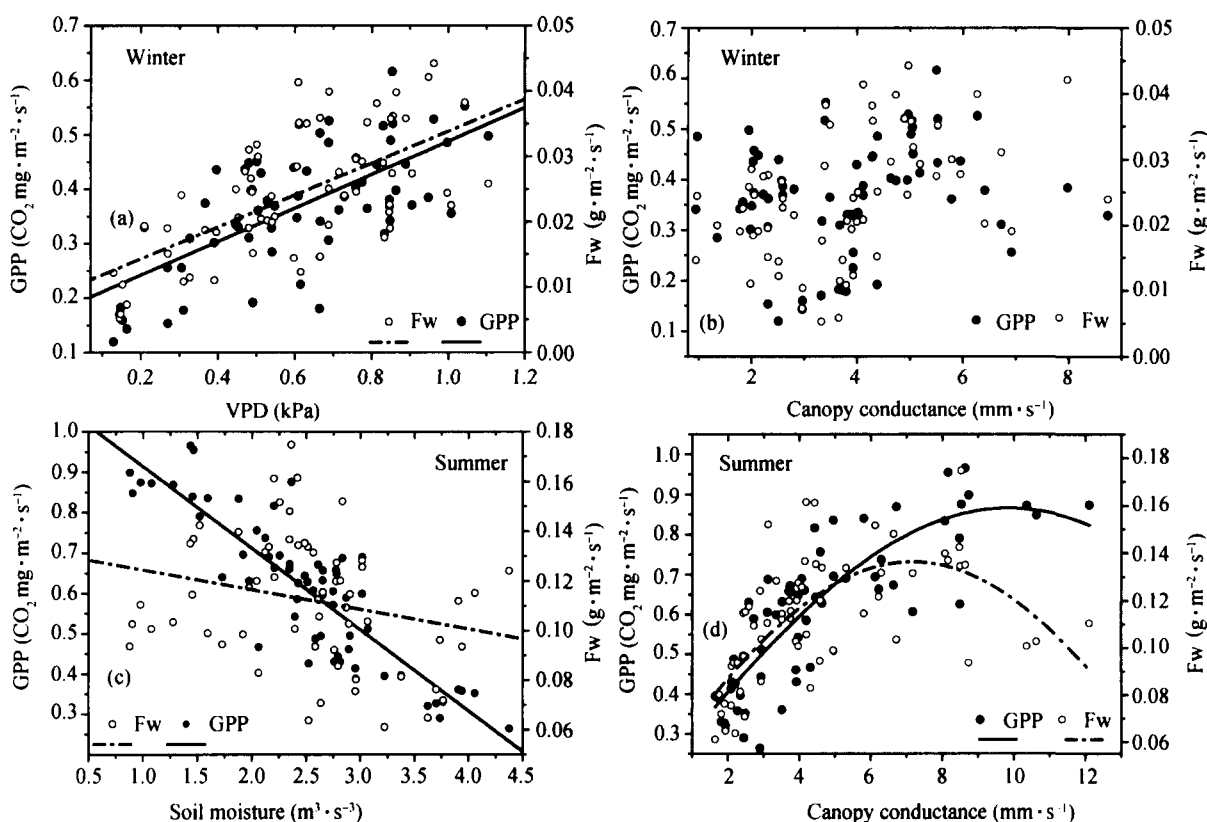 Winter
(a)
0.7
0.6
0.5
0.4
0.3
0.2
0.1
GPP (CO₂ mg · m⁻² · s⁻¹)
0.05
0.04
0.03
0.02
0.01
0.00
Fw (g · m⁻² · s⁻¹)
Fw GPP
0.2 0.4 0.6 0.8 1.0 1.2
VPD (kPa)
Winter
(b)
0.7
0.6
0.5
0.4
0.3
0.2
0.1
GPP (CO₂ mg · m⁻² · s⁻¹)
0.05
0.04
0.03
0.02
0.01
0.00
Fw (g · m⁻² · s⁻¹)
GPP Fw
2 4 6 8
Canopy conductance (mm · s⁻¹)
Summer
(c)
1.0
0.9
0.8
0.7
0.6
0.5
0.4
0.3
GPP (CO₂ mg · m⁻² · s⁻¹)
0.18
0.16
0.14
0.12
0.10
0.08
0.06
Fw (g · m⁻² · s⁻¹)
Fw GPP
0.5 1.0 1.5 2.0 2.5 3.0 3.5 4.0 4.5
Soil moisture (m³ · s⁻³)
Summer
(d)
1.0
0.9
0.8
0.7
0.6
0.5
0.4
0.3
GPP (CO₂ mg · m⁻² · s⁻¹)
0.18
0.16
0.14
0.12
0.10
0.08
0.06
Fw (g · m⁻² · s⁻¹)
GPP Fw
2 4 6 8 10 12
Canopy conductance (mm · s⁻¹)